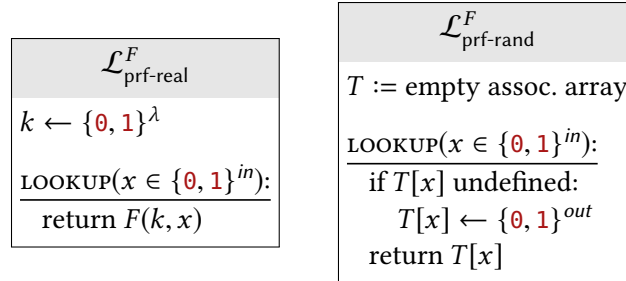 𝓛^F_prf-real
k ← {0, 1}^λ
LOOKUP(x ∈ {0, 1}^in):
return F(k, x)
𝓛^F_prf-rand
T := empty assoc. array
LOOKUP(x ∈ {0, 1}^in):
if T[x] undefined:
T[x] ← {0, 1}^out
return T[x]